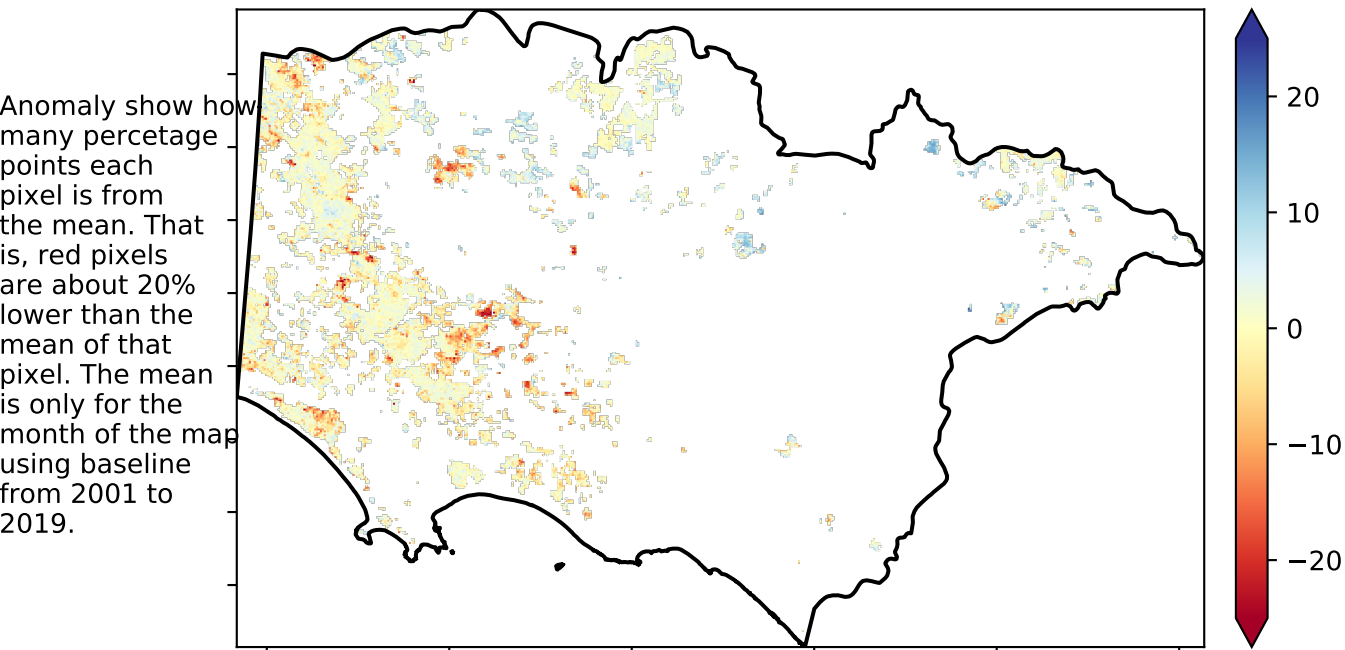 Anomaly show how
many percetage
points each
pixel is from
the mean. That
is, red pixels
are about 20%
lower than the
mean of that
pixel. The mean
is only for the
month of the map
using baseline
from 2001 to
2019.
20
10
0
−10
−20